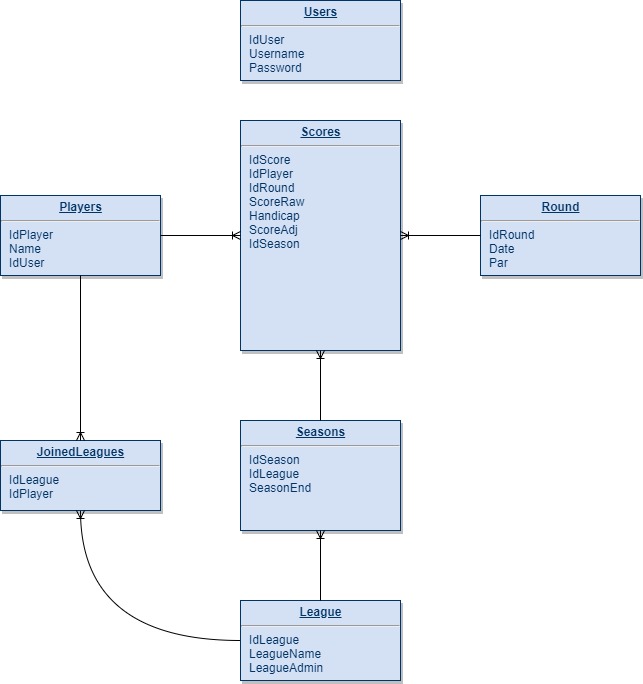 Users
IdUser
Username
Password
Scores
IdScore
IdPlayer
IdRound
ScoreRaw
Handicap
ScoreAdj
IdSeason
Players
IdPlayer
Name
IdUser
Round
IdRound
Date
Par
JoinedLeagues
IdLeague
IdPlayer
Seasons
IdSeason
IdLeague
SeasonEnd
League
IdLeague
LeagueName
LeagueAdmin